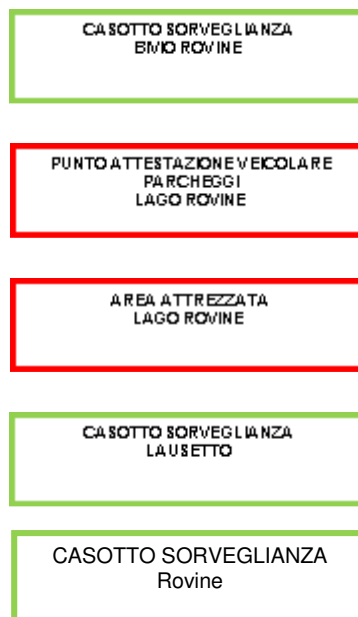 CASOTTO SORVEGLIANZA
BIVIO ROVINE
PUNTO ATTESTAZIONE VEICOLARE
PARCHEGGI
LAGO ROVINE
AREA ATTREZZATA
LAGO ROVINE
CASOTTO SORVEGLIANZA
LAUSETTO
CASOTTO SORVEGLIANZA
Rovine